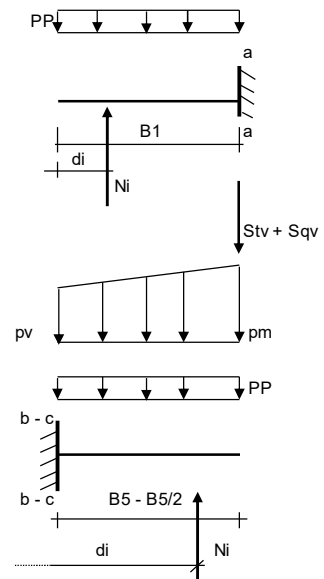 PP
a
B1
a
di
Ni
Stv + Sqv
pv pm
PP
b - c
b - c
B5 - B5/2
di Ni